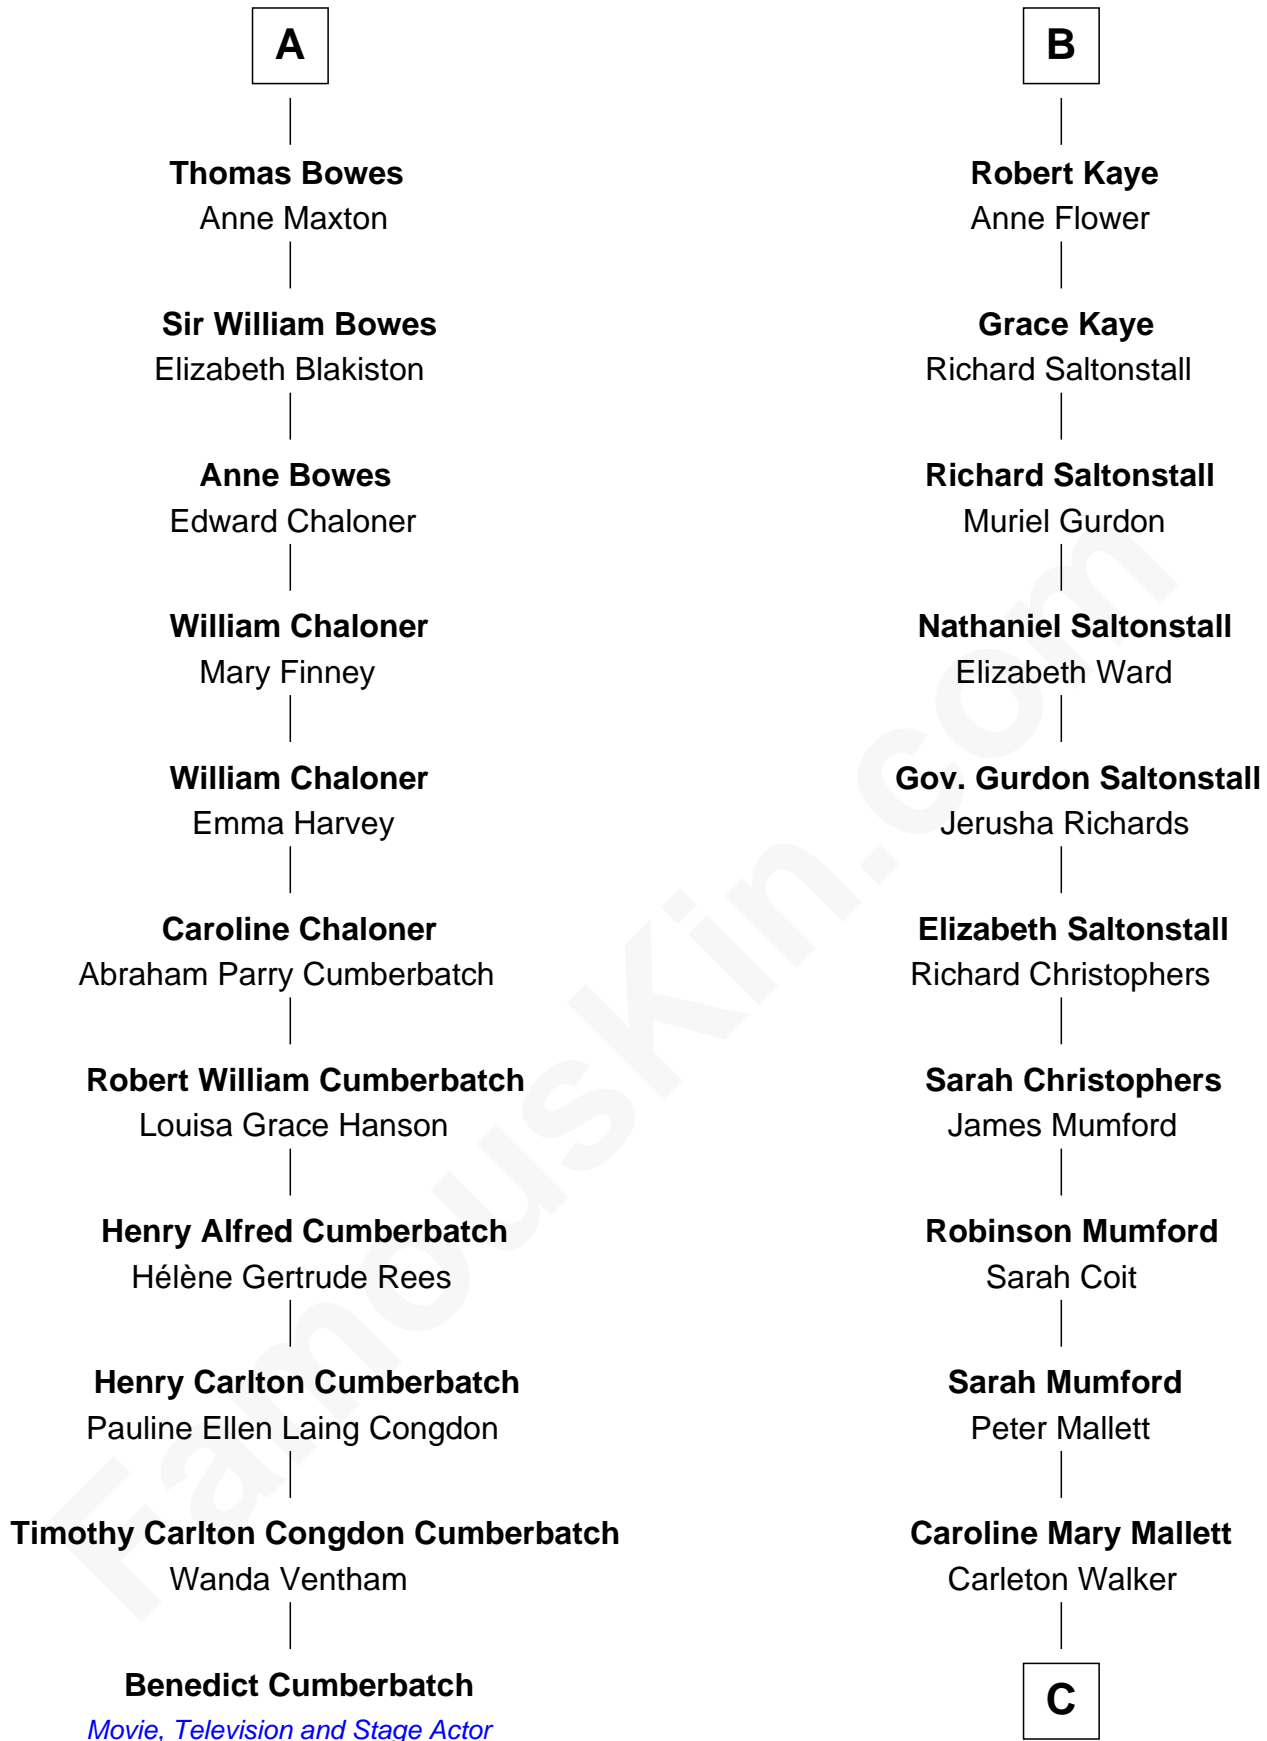 A
Thomas Bowes
Anne Maxton
Sir William Bowes
Elizabeth Blakiston
Anne Bowes
Edward Chaloner
William Chaloner
Mary Finney
William Chaloner
Emma Harvey
Caroline Chaloner
Abraham Parry Cumberbatch
Robert William Cumberbatch
Louisa Grace Hanson
Henry Alfred Cumberbatch
Hélène Gertrude Rees
Henry Carlton Cumberbatch
Pauline Ellen Laing Congdon
Timothy Carlton Congdon Cumberbatch
Wanda Ventham
Benedict Cumberbatch
Movie, Television and Stage Actor
B
Robert Kaye
Anne Flower
Grace Kaye
Richard Saltonstall
Richard Saltonstall
Muriel Gurdon
Nathaniel Saltonstall
Elizabeth Ward
Gov. Gurdon Saltonstall
Jerusha Richards
Elizabeth Saltonstall
Richard Christophers
Sarah Christophers
James Mumford
Robinson Mumford
Sarah Coit
Sarah Mumford
Peter Mallett
Caroline Mary Mallett
Carleton Walker
C
FamousKin.com